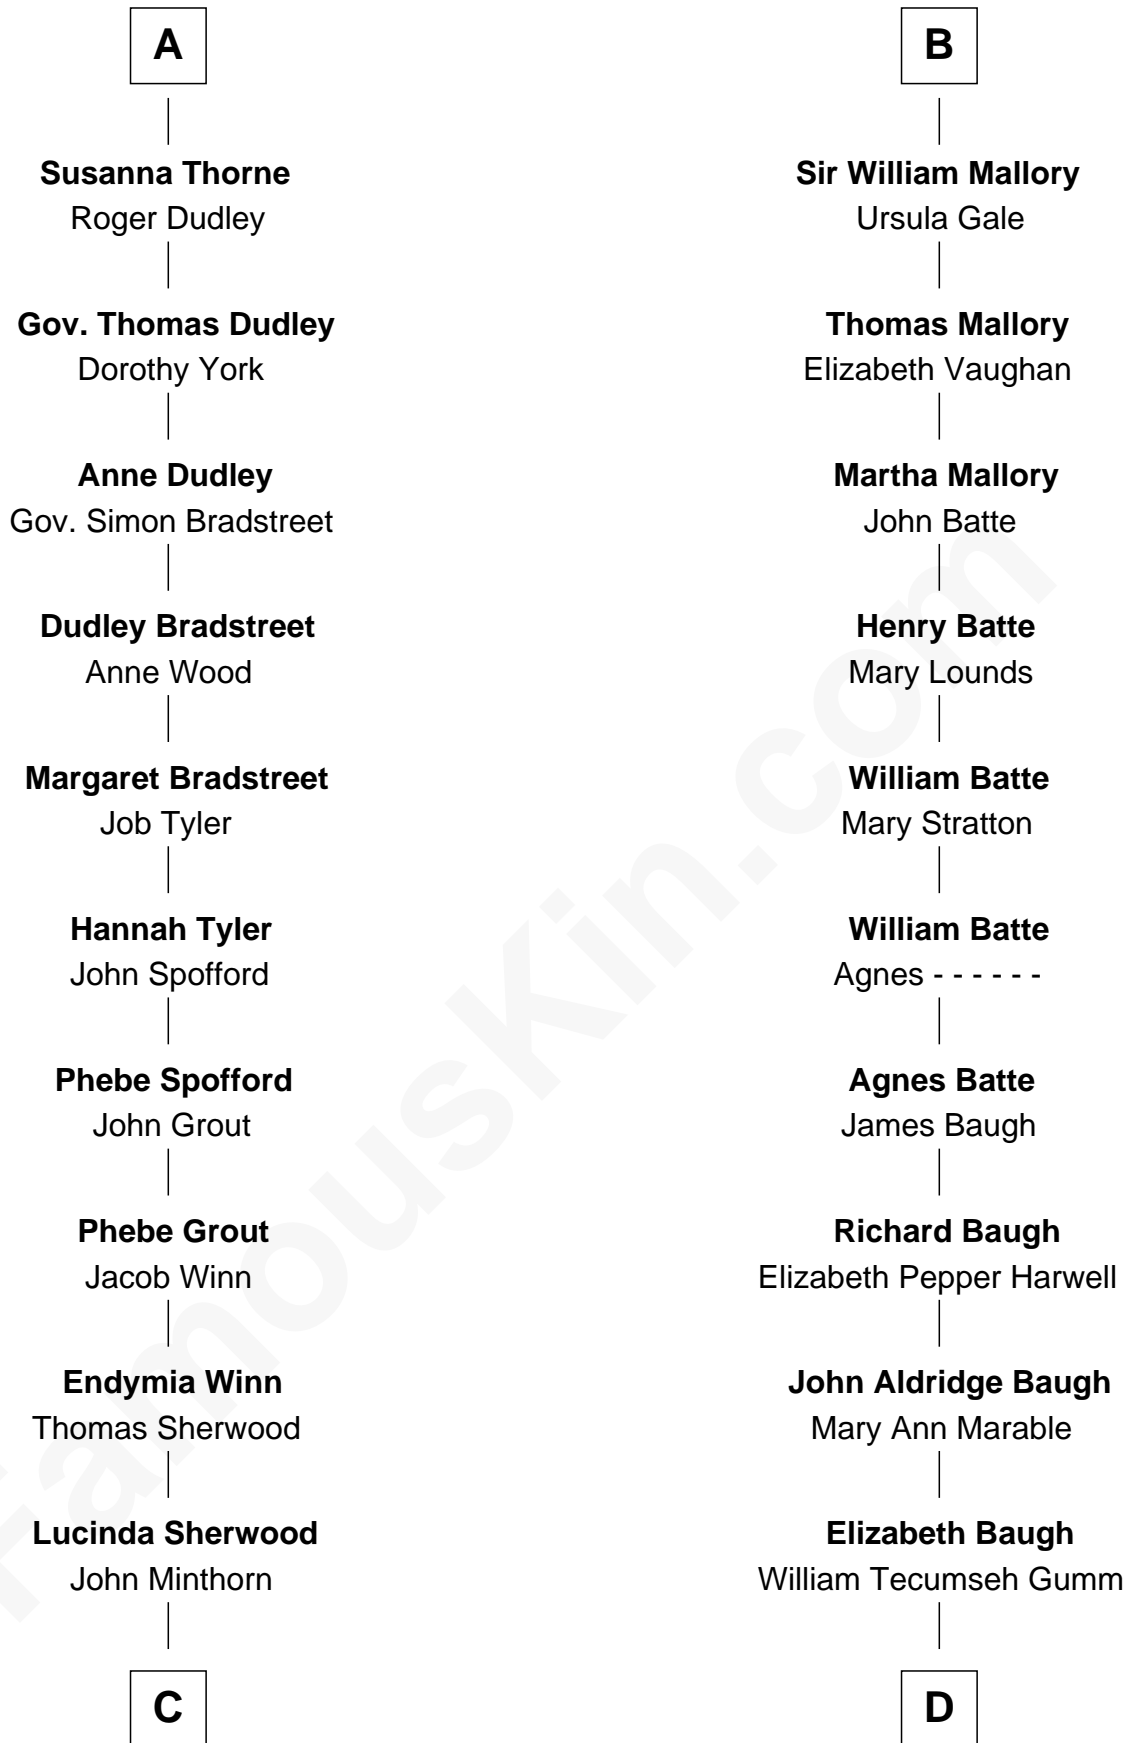 A
Susanna Thorne
Roger Dudley
Gov. Thomas Dudley
Dorothy York
Anne Dudley
Gov. Simon Bradstreet
Dudley Bradstreet
Anne Wood
Margaret Bradstreet
Job Tyler
Hannah Tyler
John Spofford
Phebe Spofford
John Grout
Phebe Grout
Jacob Winn
Endymia Winn
Thomas Sherwood
Lucinda Sherwood
John Minthorn
C
B
Sir William Mallory
Ursula Gale
Thomas Mallory
Elizabeth Vaughan
Martha Mallory
John Batte
Henry Batte
Mary Lounds
William Batte
Mary Stratton
William Batte
Agnes - - - - - -
Agnes Batte
James Baugh
Richard Baugh
Elizabeth Pepper Harwell
John Aldridge Baugh
Mary Ann Marable
Elizabeth Baugh
William Tecumseh Gumm
D
FamousKin.com